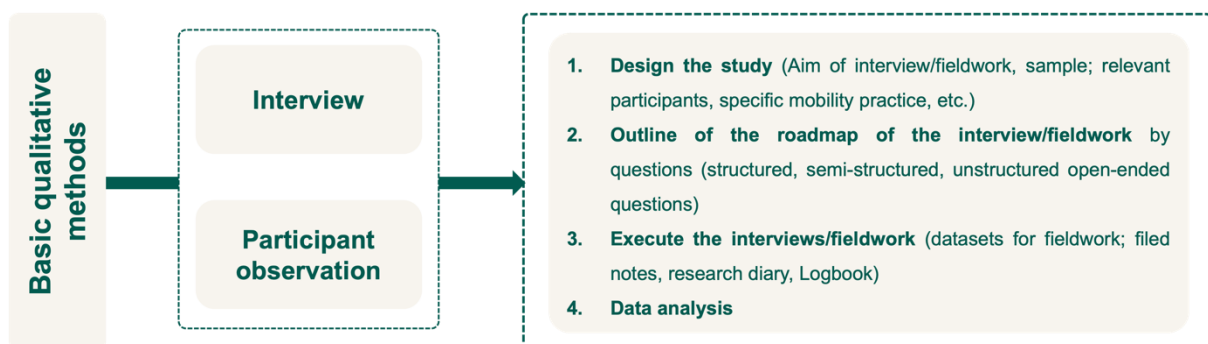 Basic qualitative
methods
Interview
Participant
observation
1. Design the study (Aim of interview/fieldwork, sample; relevant
participants, specific mobility practice, etc.)
2. Outline of the roadmap of the interview/fieldwork by
questions (structured, semi-structured, unstructured open-ended
questions)
3. Execute the interviews/fieldwork (datasets for fieldwork; filed
notes, research diary, Logbook)
4. Data analysis